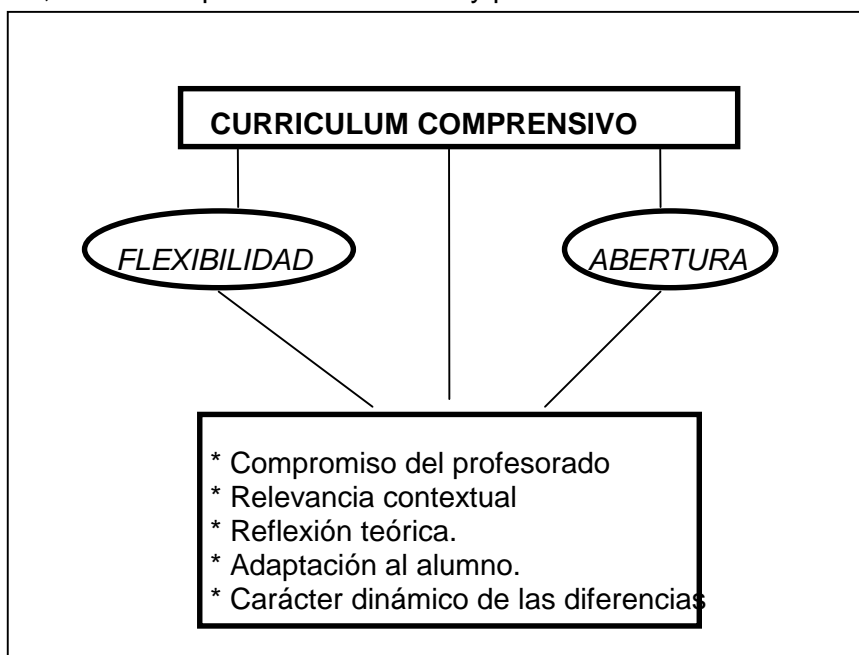 CURRICULUM COMPRENSIVO
FLEXIBILIDAD
ABERTURA
* Compromiso del profesorado
* Relevancia contextual
* Reflexión teórica.
* Adaptación al alumno.
* Carácter dinámico de las diferencias